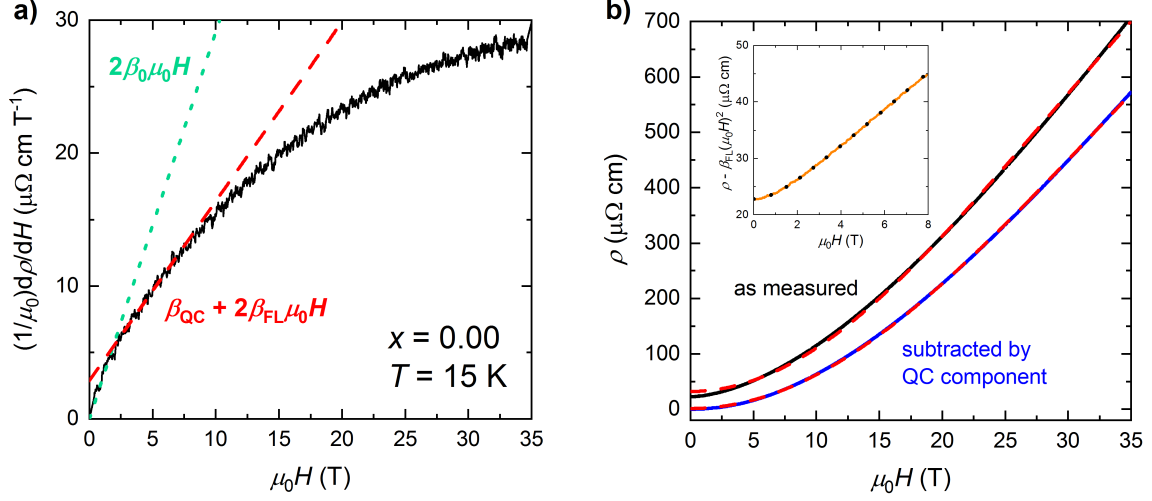 a)
30
20
10
0
(1/μ₀)dρ/dH (μΩ cm T⁻¹)
2β₀μ₀H
β_QC + 2β_FLμ₀H
x = 0.00
T = 15 K
0 5 10 15 20 25 30 35
μ₀H (T)
b)
700
600
500
400
300
200
100
0
ρ (μΩ cm)
50
40
30
20
ρ - β_FL(μ₀H)² (μΩ cm)
0 2 4 6 8
μ₀H (T)
as measured
subtracted by
QC component
0 5 10 15 20 25 30 35
μ₀H (T)